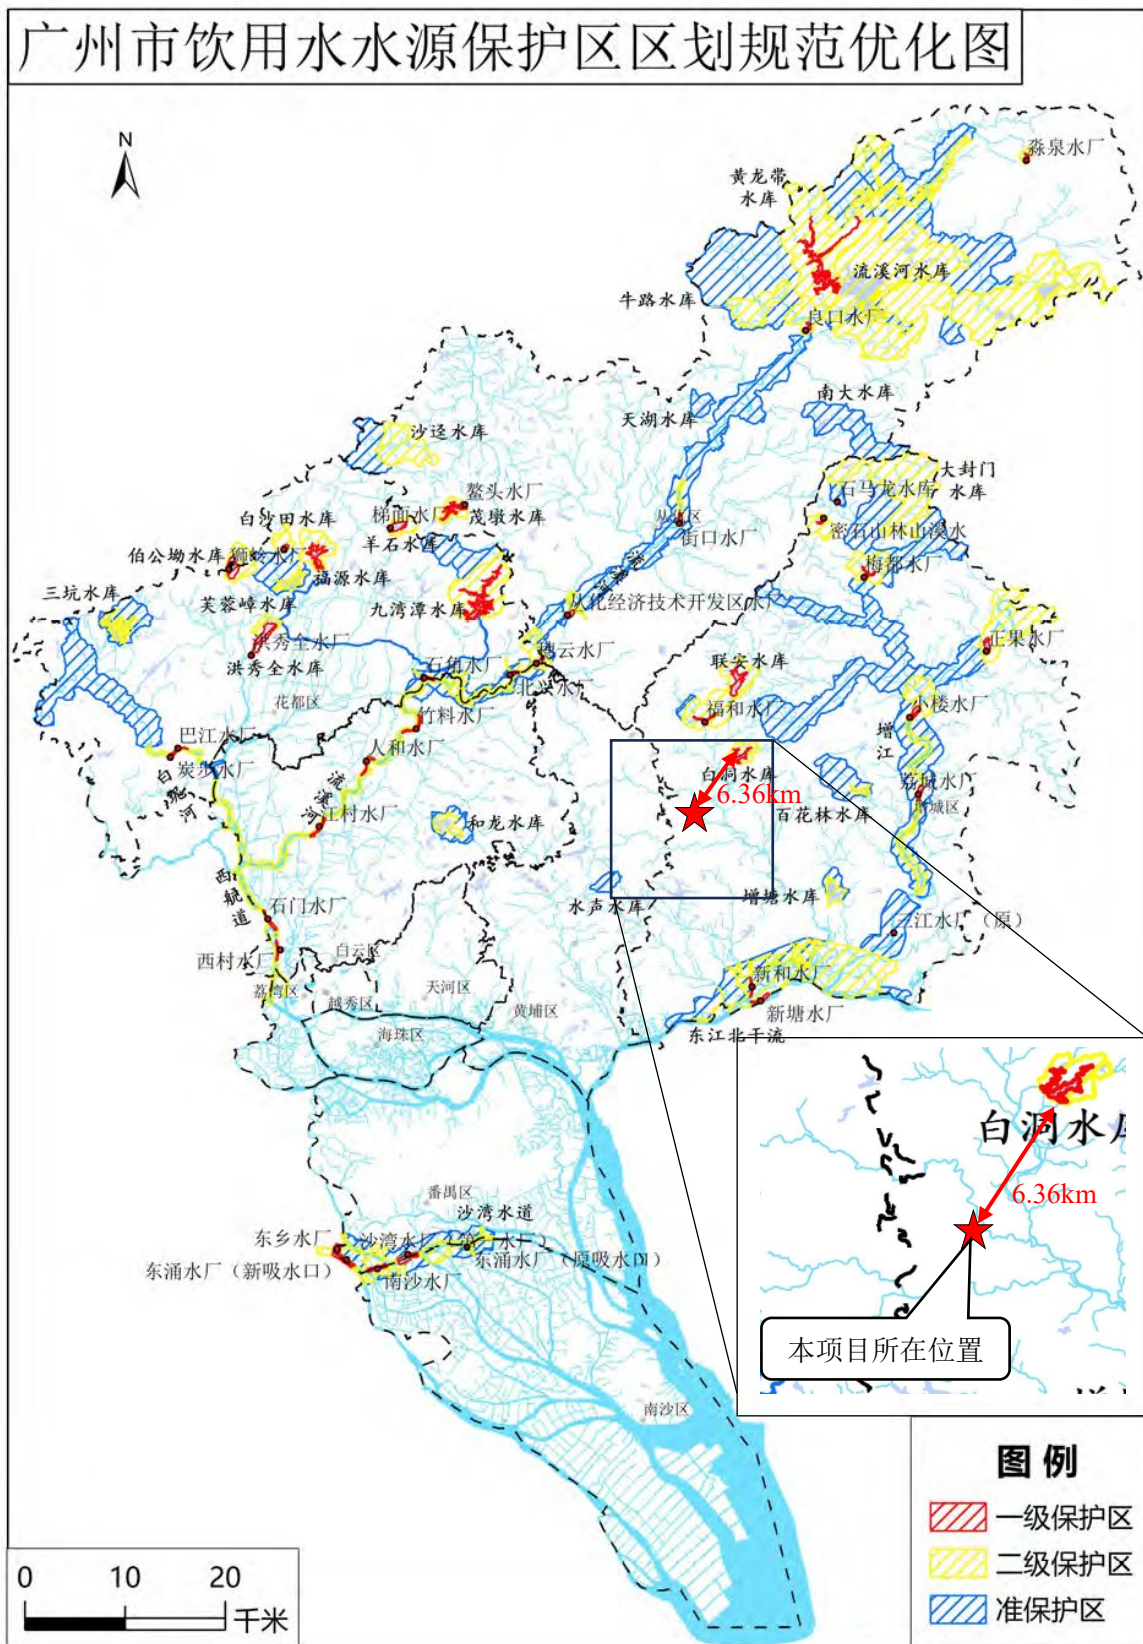 广州市饮用水水源保护区区划规范优化图
N
淼泉水厂
黄龙带
水库
流溪河水库
牛路水库
良口水厂
南大水库
天湖水库
沙迳水库
大封门
水库
石马龙水库
鳌头水厂
梯面水厂
茂墩水库
羊石水库
从化区
街口水厂
密石山林山溪水
白沙田水库
伯公坳水库
狮岭水厂
福源水库
梅都水厂
流溪河
三坑水库
芙蓉嶂水库
九湾潭水库
从化经济技术开发区水厂
洪秀全水厂
洪秀全水库
正果水厂
穗云水厂
石角水厂
北兴水厂
联安水库
花都区
竹料水厂
福和水厂
小楼水厂
增江
巴江水厂
炭步水厂
白坭河
人和水厂
流溪河
白洞水库
6.36km
荔城水厂
增城区
江村水厂
和龙水库
百花林水库
西航道
石门水厂
水声水库
增塘水库
三江水厂（原）
西村水厂
白云区
荔湾区
越秀区
天河区
黄埔区
海珠区
新和水厂
新塘水厂
东江北干流
白洞水库
6.36km
本项目所在位置
番禺区
沙湾水道
东乡水厂
东涌水厂（原吸水口）
东涌水厂（新吸水口）
南沙水厂
南沙区
图 例
一级保护区
二级保护区
准保护区
0 10 20
千米